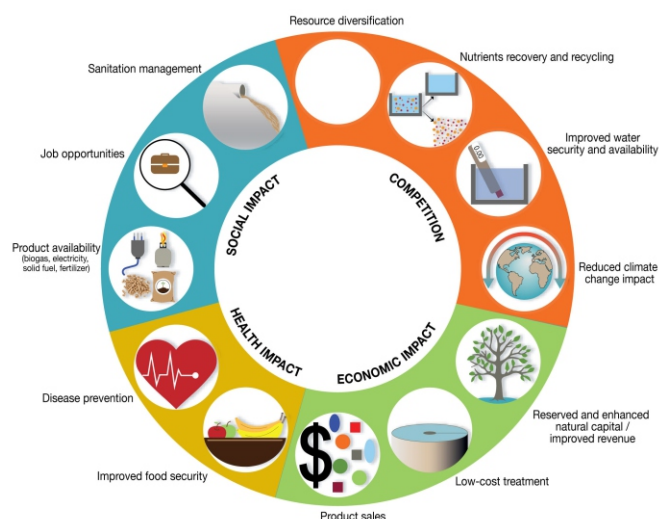 Resource diversification
Nutrients recovery and recycling
Sanitation management
Improved water
security and availability
Job opportunities
0.00
SOCIAL IMPACT
COMPETITION
Product availability
(biogas, electricity,
solid fuel, fertilizer)
Reduced climate
change impact
HEALTH IMPACT
ECONOMIC IMPACT
Disease prevention
Reserved and enhanced
natural capital /
improved revenue
$
Improved food security
Low-cost treatment
Product sales